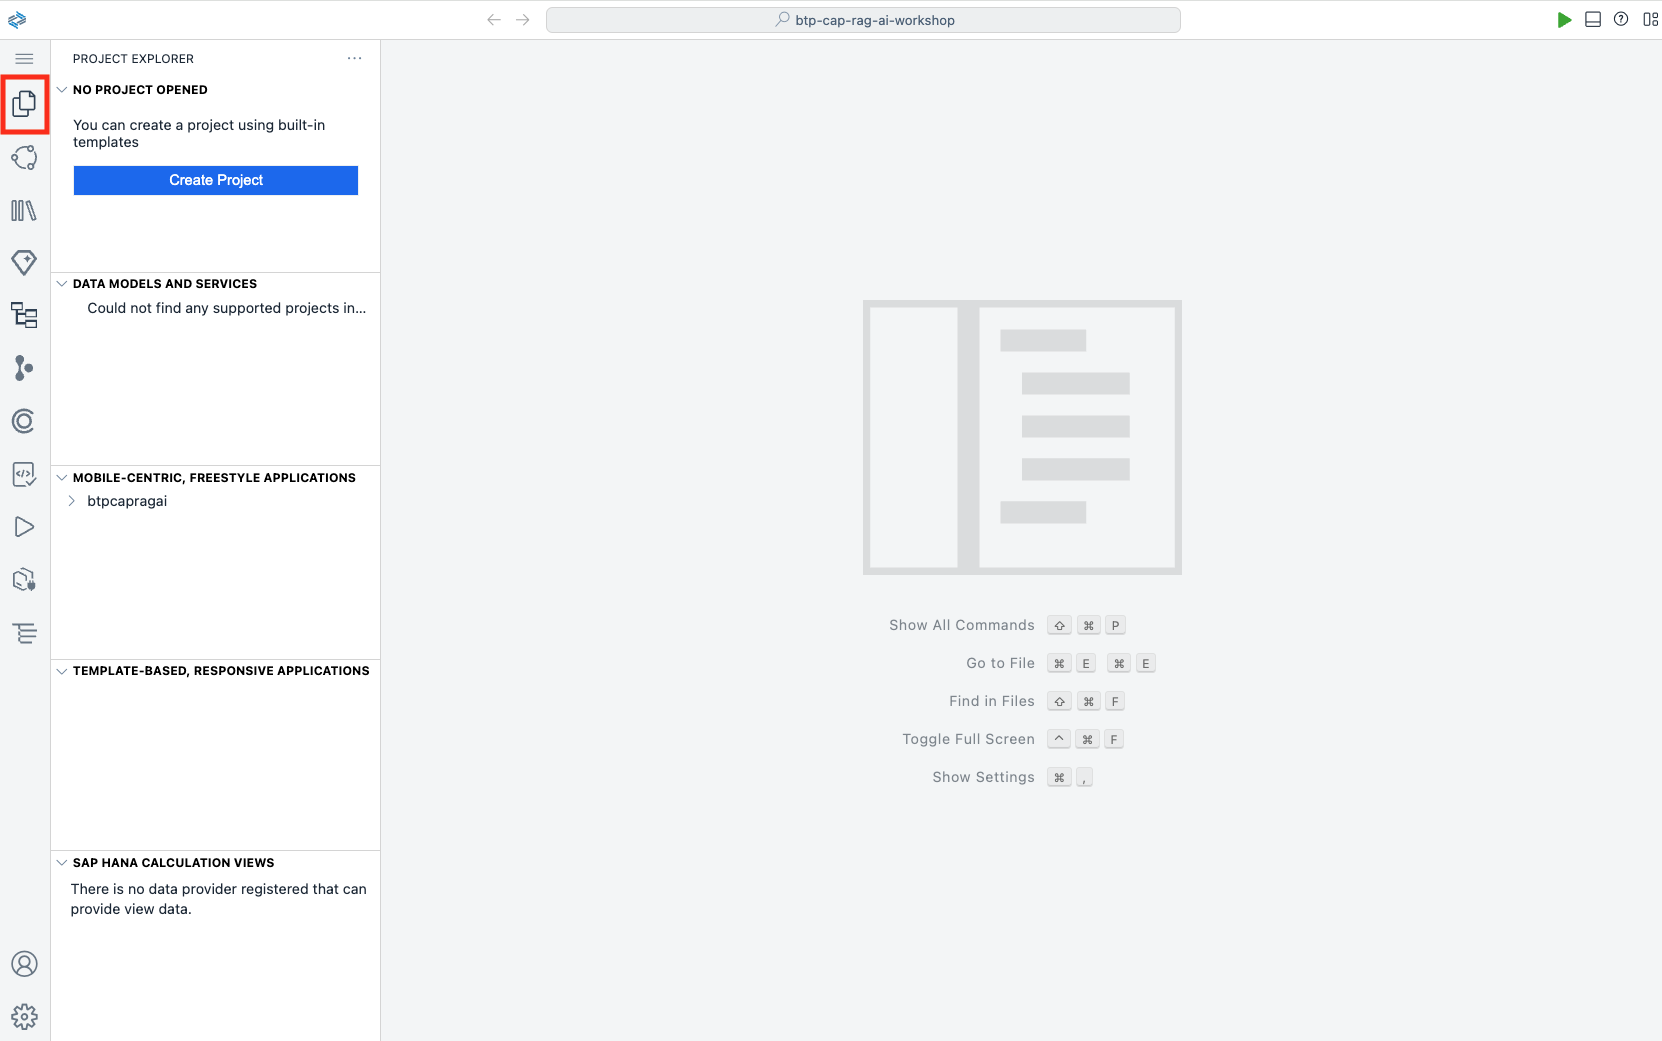 btp-cap-rag-ai-workshop
PROJECT EXPLORER
NO PROJECT OPENED
You can create a project using built-in
templates
Create Project
DATA MODELS AND SERVICES
Could not find any supported projects in...
MOBILE-CENTRIC, FREESTYLE APPLICATIONS
btpcapragai
TEMPLATE-BASED, RESPONSIVE APPLICATIONS
SAP HANA CALCULATION VIEWS
There is no data provider registered that can
provide view data.
Show All Commands ⇧ ⌘ P
Go to File ⌘ E ⌘ E
Find in Files ⇧ ⌘ F
Toggle Full Screen ^ ⌘ F
Show Settings ⌘ ,